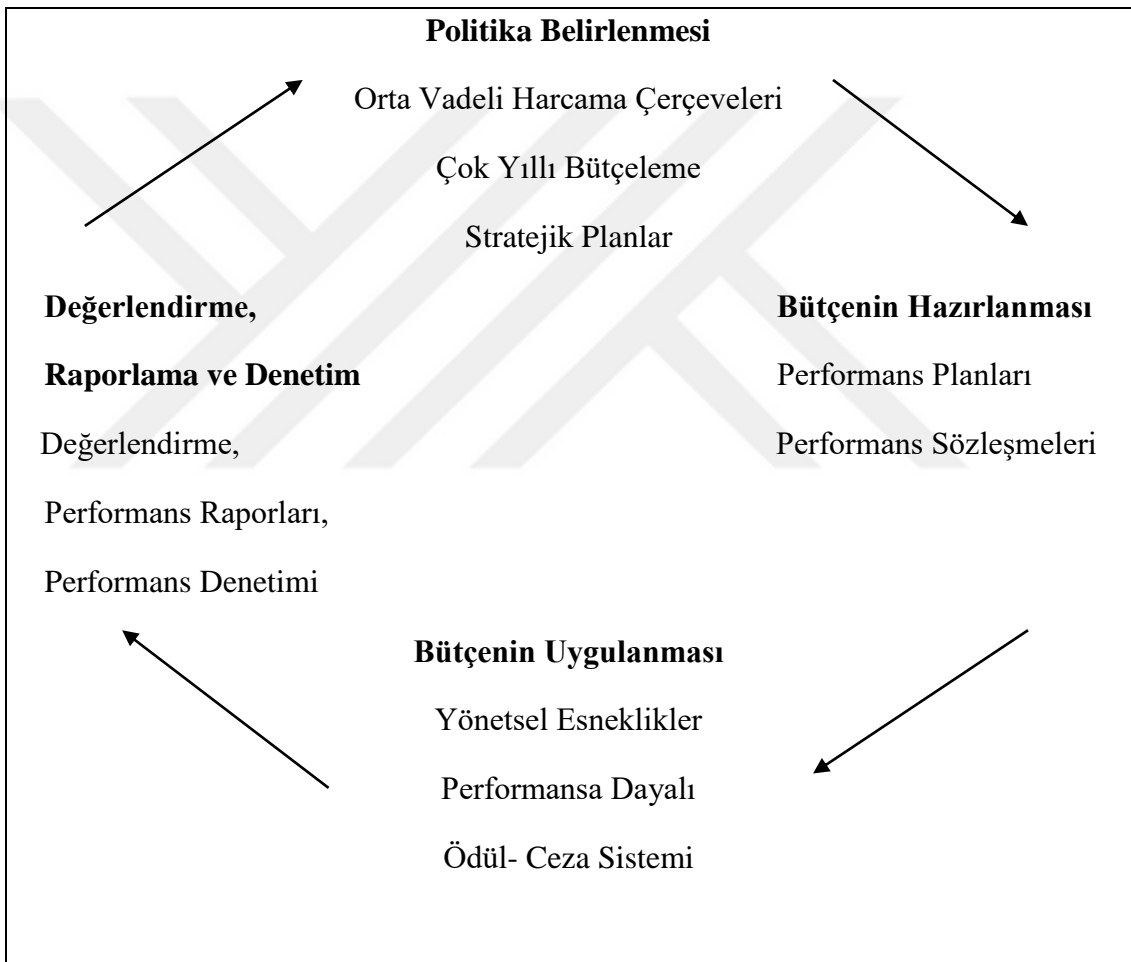 Politika Belirlenmesi
Orta Vadeli Harcama Çerçeveleri
Çok Yıllı Bütçeleme
Stratejik Planlar
Değerlendirme,
Raporlama ve Denetim
Değerlendirme,
Performans Raporları,
Performans Denetimi
Bütçenin Hazırlanması
Performans Planları
Performans Sözleşmeleri
Bütçenin Uygulanması
Yönetsel Esneklikler
Performansa Dayalı
Ödül- Ceza Sistemi